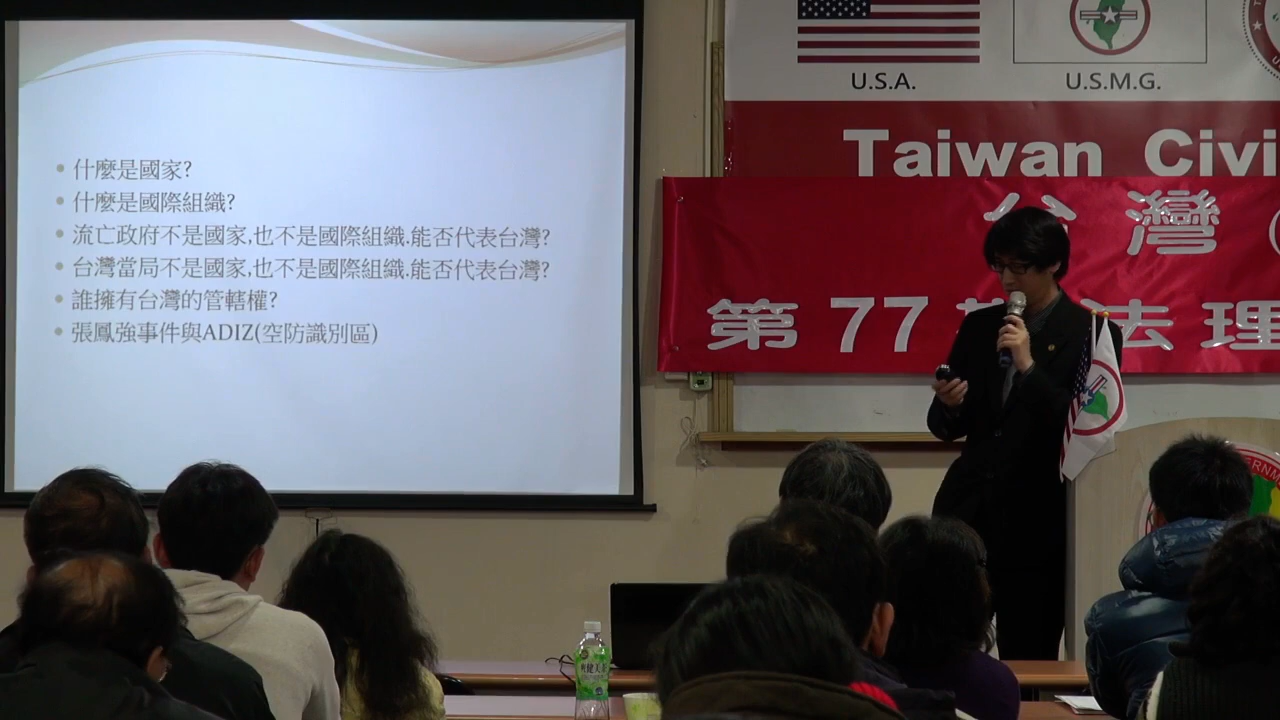 什麼是國家?
什麼是國際組織?
流亡政府不是國家,也不是國際組織.能否代表台灣?
台灣當局不是國家,也不是國際組織.能否代表台灣?
誰擁有台灣的管轄權?
張鳳強事件與ADIZ(空防識別區)
U.S.A.
U.S.M.G.
Taiwan Civi
台灣
第77期法理